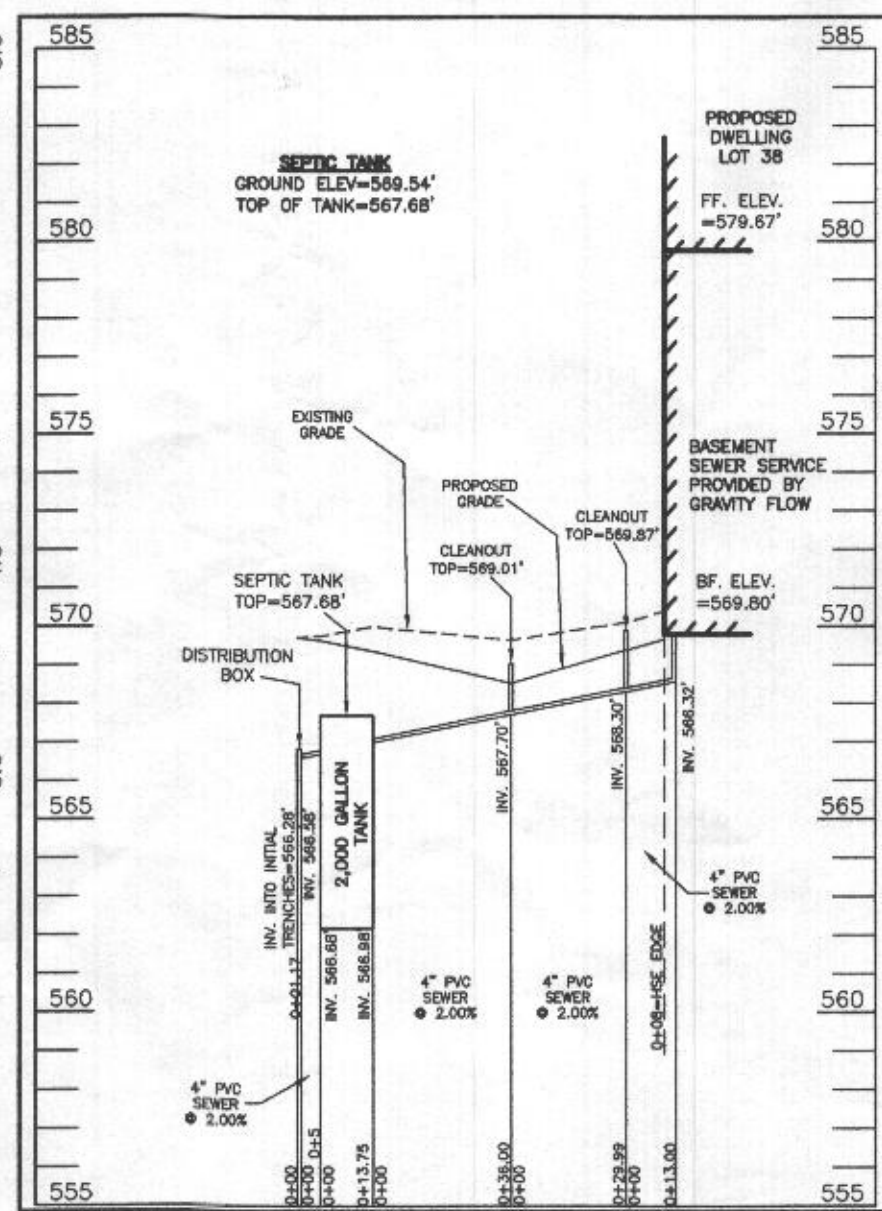 585
585
PROPOSED
DWELLING
LOT 38
SEPTIC TANK
GROUND ELEV=569.54'
TOP OF TANK=567.68'
FF. ELEV.
=579.67'
580
580
575
575
EXISTING
GRADE
BASEMENT
SEWER SERVICE
PROVIDED BY
GRAVITY FLOW
PROPOSED
GRADE
CLEANOUT
TOP=569.87'
CLEANOUT
TOP=569.01'
SEPTIC TANK
TOP=567.68'
BF. ELEV.
=569.80'
570
570
DISTRIBUTION
BOX
INV. INTO INITIAL
TRENCHES=566.28'
INV. 566.58'
2,000 GALLON
TANK
INV. 567.70'
INV. 568.30'
INV. 568.32'
565
565
4" PVC
SEWER
@ 2.00%
0+01.17
INV. 566.68'
INV. 566.98'
4" PVC
SEWER
@ 2.00%
4" PVC
SEWER
@ 2.00%
0+08-HSE EDGE
560
560
4" PVC
SEWER
@ 2.00%
0+00
0+00
0+5
0+00
0+13.75
0+00
0+36.00
0+00
0+29.99
0+00
0+13.00
555
555